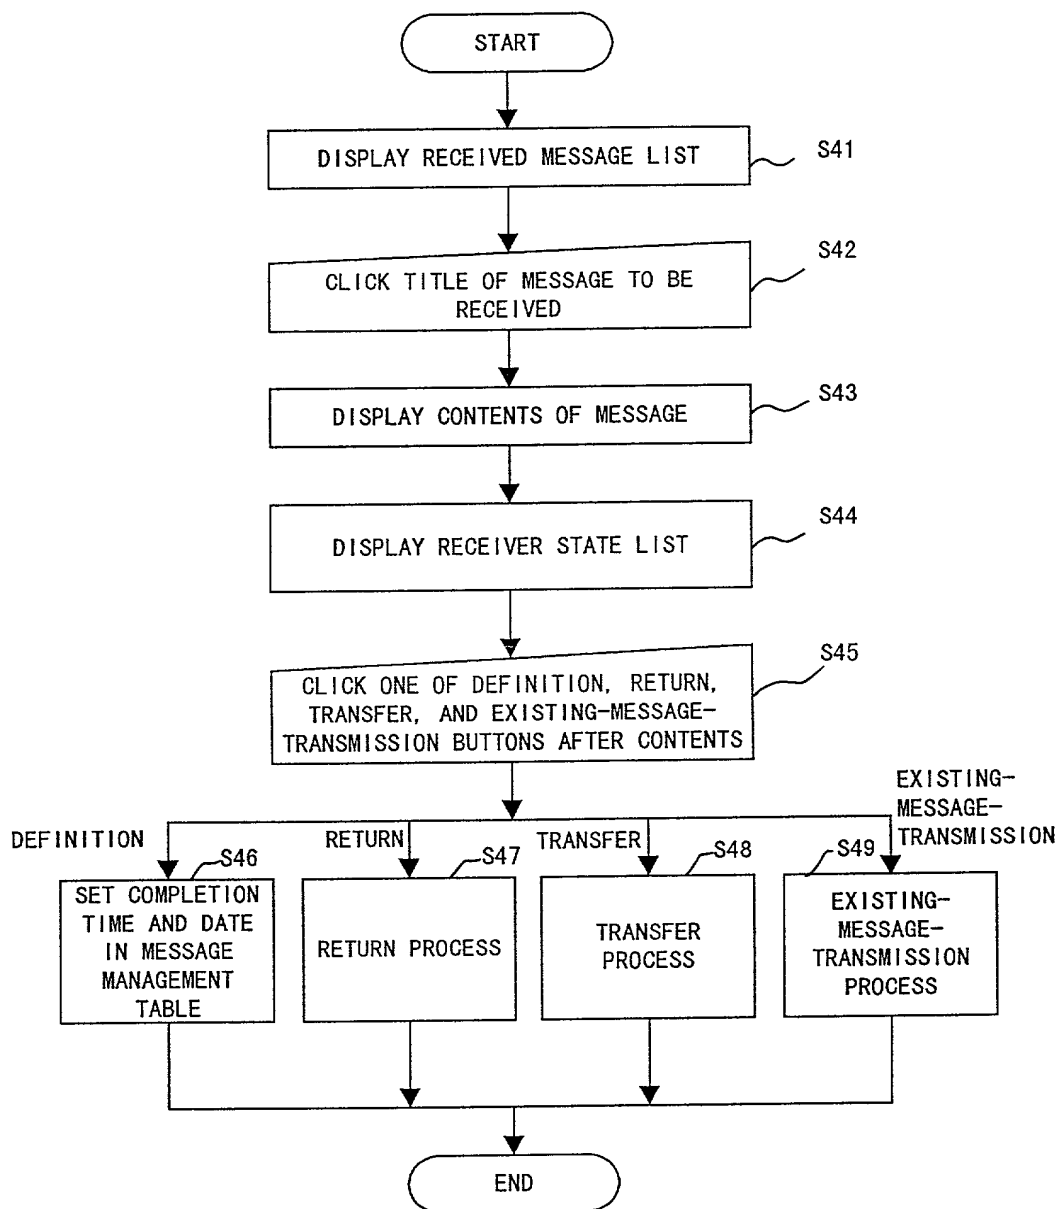 START
DISPLAY RECEIVED MESSAGE LIST
S41
CLICK TITLE OF MESSAGE TO BE
RECEIVED
S42
DISPLAY CONTENTS OF MESSAGE
S43
DISPLAY RECEIVER STATE LIST
S44
CLICK ONE OF DEFINITION, RETURN,
TRANSFER, AND EXISTING-MESSAGE-
TRANSMISSION BUTTONS AFTER CONTENTS
S45
DEFINITION
RETURN
TRANSFER
EXISTING-
MESSAGE-
TRANSMISSION
S46
SET COMPLETION
TIME AND DATE
IN MESSAGE
MANAGEMENT
TABLE
S47
RETURN PROCESS
S48
TRANSFER
PROCESS
S49
EXISTING-
MESSAGE-
TRANSMISSION
PROCESS
END